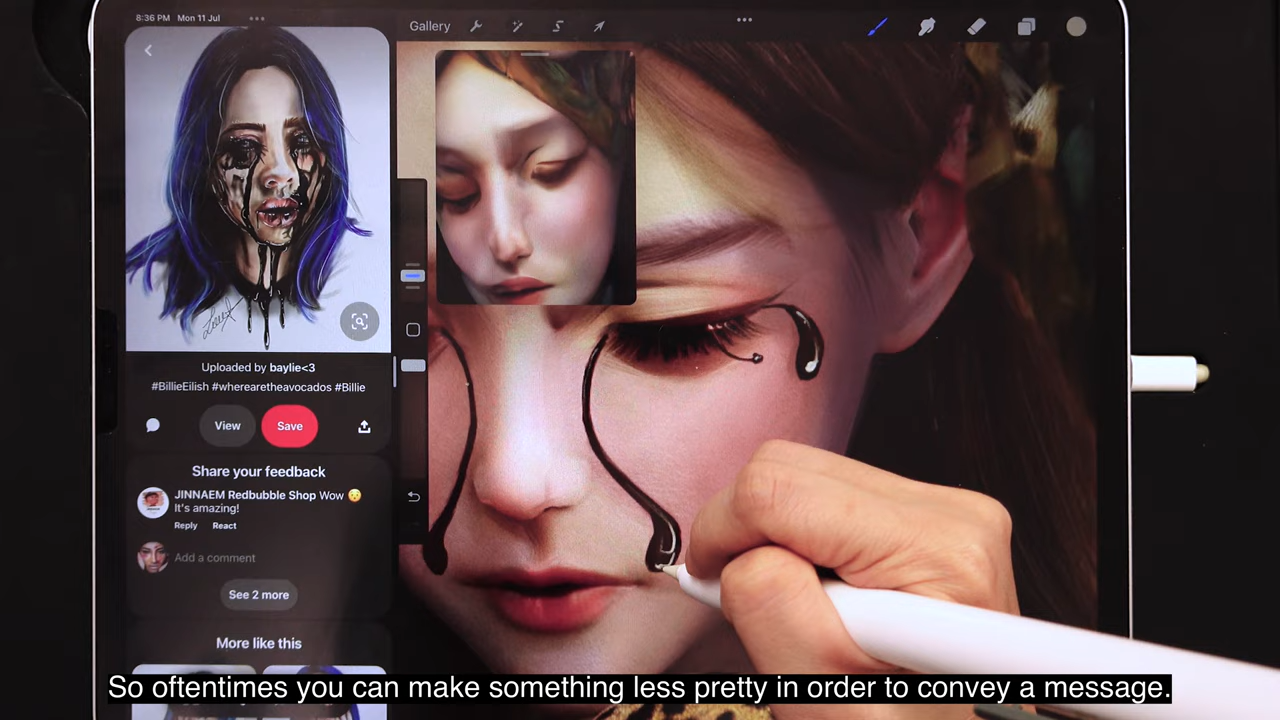 8:36 PM Mon 11 Jul
Gallery
Uploaded by baylie<3
#BillieEilish #wherearetheavocados #Billie
View
Save
Share your feedback
JINNAEM Redbubble Shop Wow 😯
It's amazing!
Reply React
Add a comment
See 2 more
More like this
So oftentimes you can make something less pretty in order to convey a message.